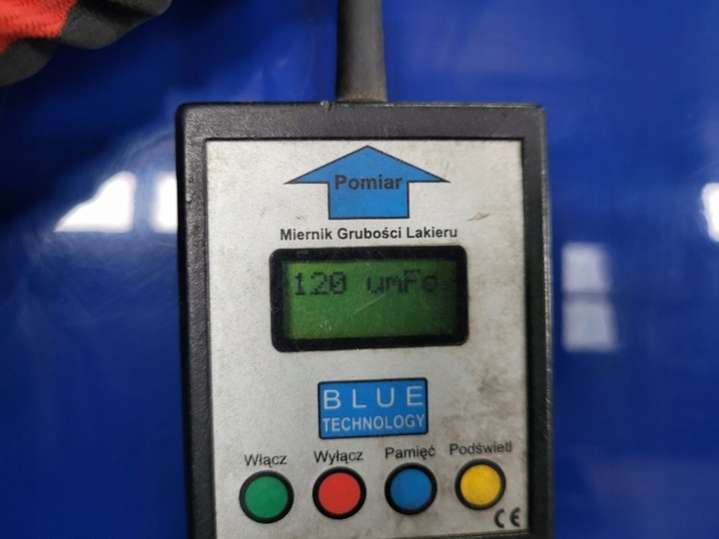 Pomiar
Miernik Grubości Lakieru
120 umFe
BLUE
TECHNOLOGY
Włącz Wyłącz Pamięć Podświetl
CE